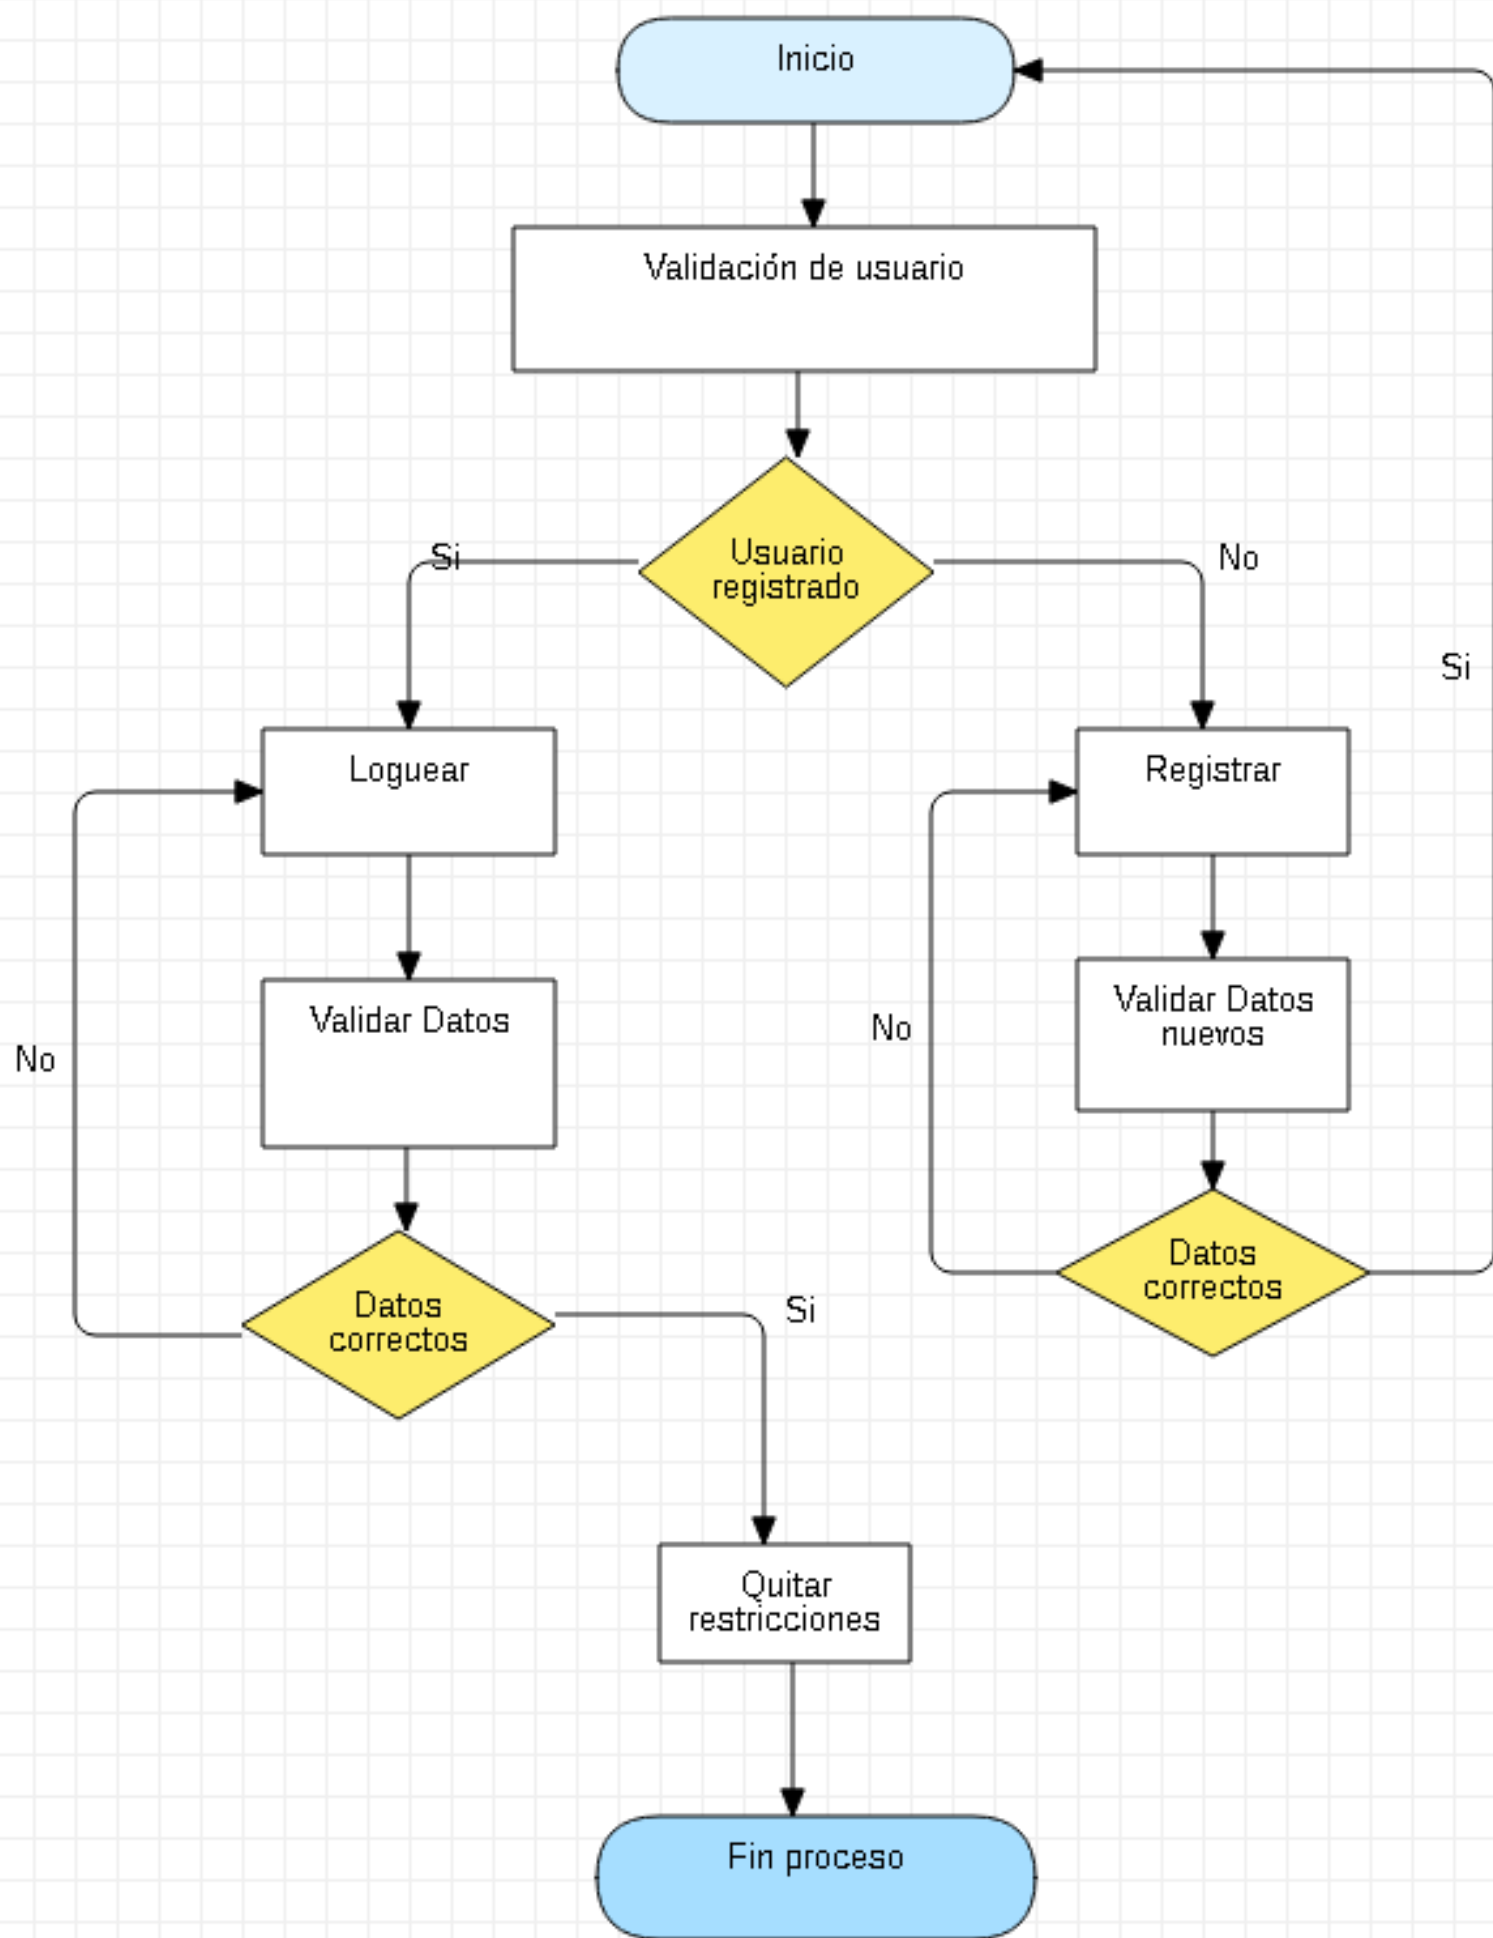 Inicio
Validación de usuario
Usuario
registrado
Si
No
Si
Loguear
Registrar
Validar Datos
Validar Datos
nuevos
No
No
Datos
correctos
Datos
correctos
Si
Quitar
restricciones
Fin proceso